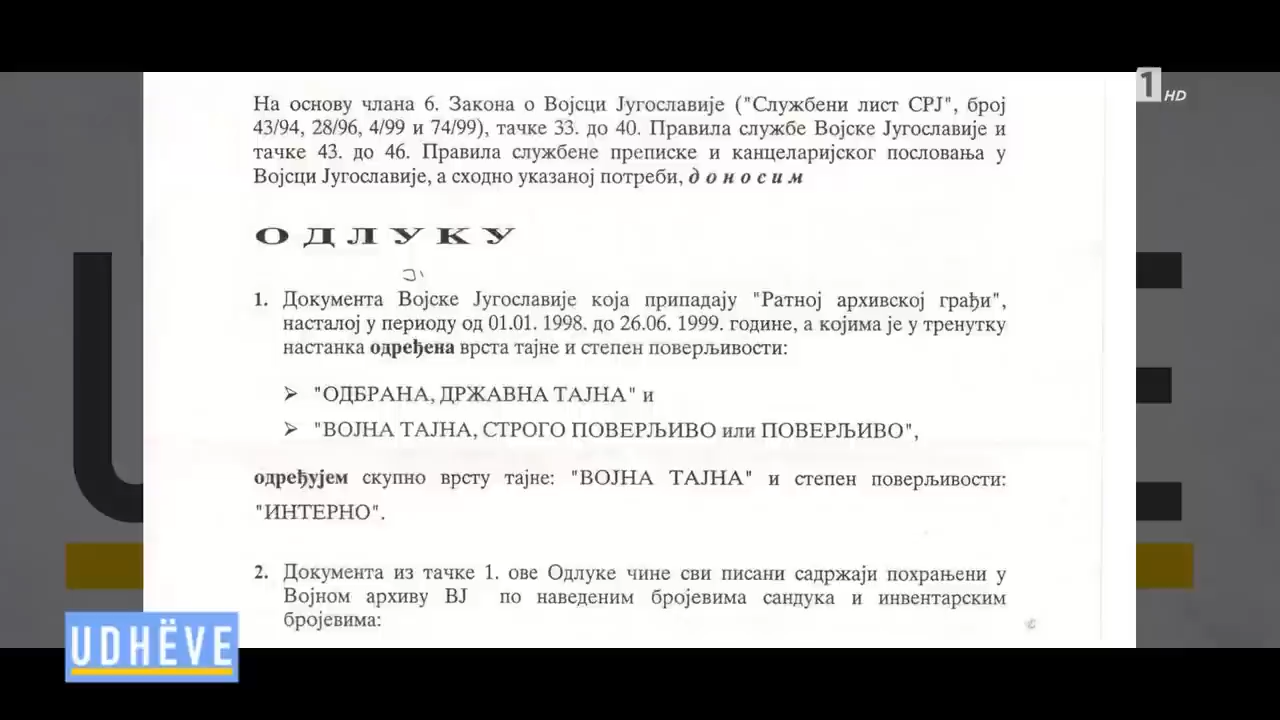 1 HD
На основу члана 6. Закона о Војсци Југославије ("Службени лист СРЈ", број
43/94, 28/96, 4/99 и 74/99), тачке 33. до 40. Правила службе Војске Југославије и
тачке 43. до 46. Правила службене преписке и канцеларијског пословања у
Војсци Југославије, а сходно указаној потреби, д о н о с и м
О Д Л У К У
1. Документа Војске Југославије која припадају "Ратној архивској грађи",
насталој у периоду од 01.01. 1998. до 26.06. 1999. године, а којима је у тренутку
настанка одређена врста тајне и степен поверљивости:
➢ "ОДБРАНА, ДРЖАВНА ТАЈНА" и
➢ "ВОЈНА ТАЈНА, СТРОГО ПОВЕРЉИВО или ПОВЕРЉИВО",
одређујем скупно врсту тајне: "ВОЈНА ТАЈНА" и степен поверљивости:
"ИНТЕРНО".
2. Документа из тачке 1. ове Одлуке чине сви писани садржаји похрањени у
Војном архиву ВЈ по наведеним бројевима сандука и инвентарским
бројевима:
UDHËVE